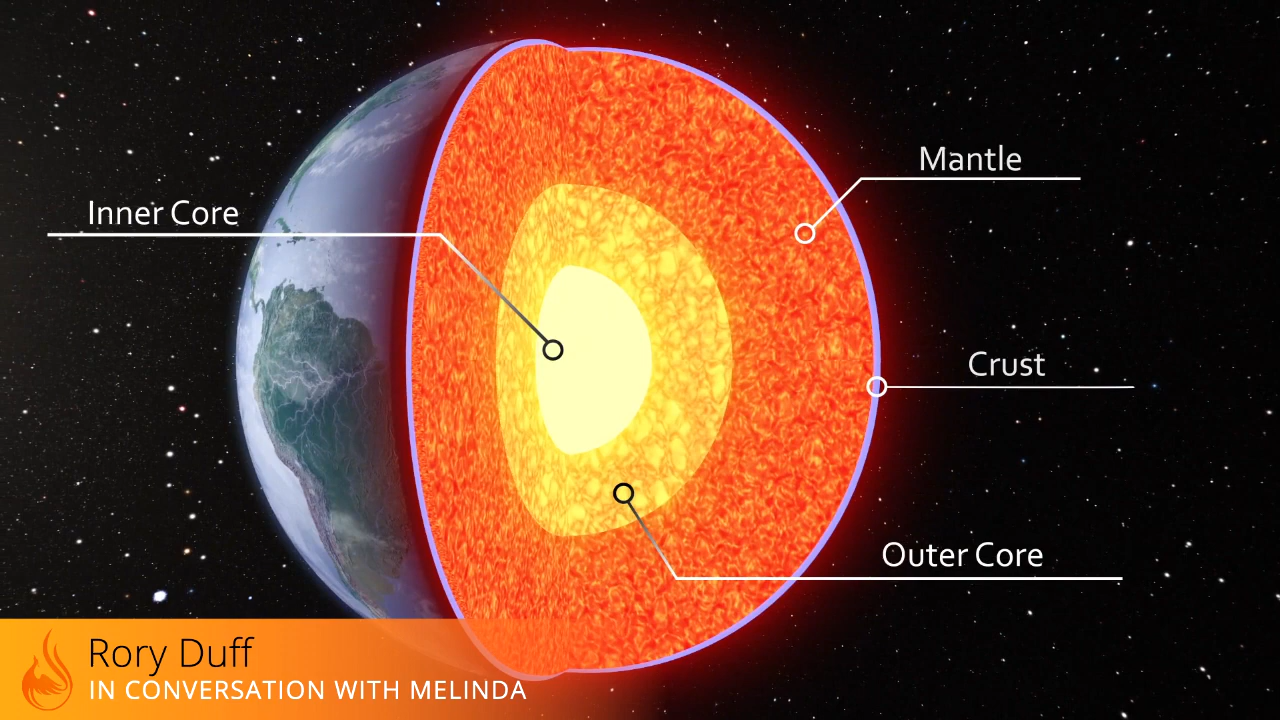 Mantle
Inner Core
Crust
Outer Core
Rory Duff
IN CONVERSATION WITH MELINDA